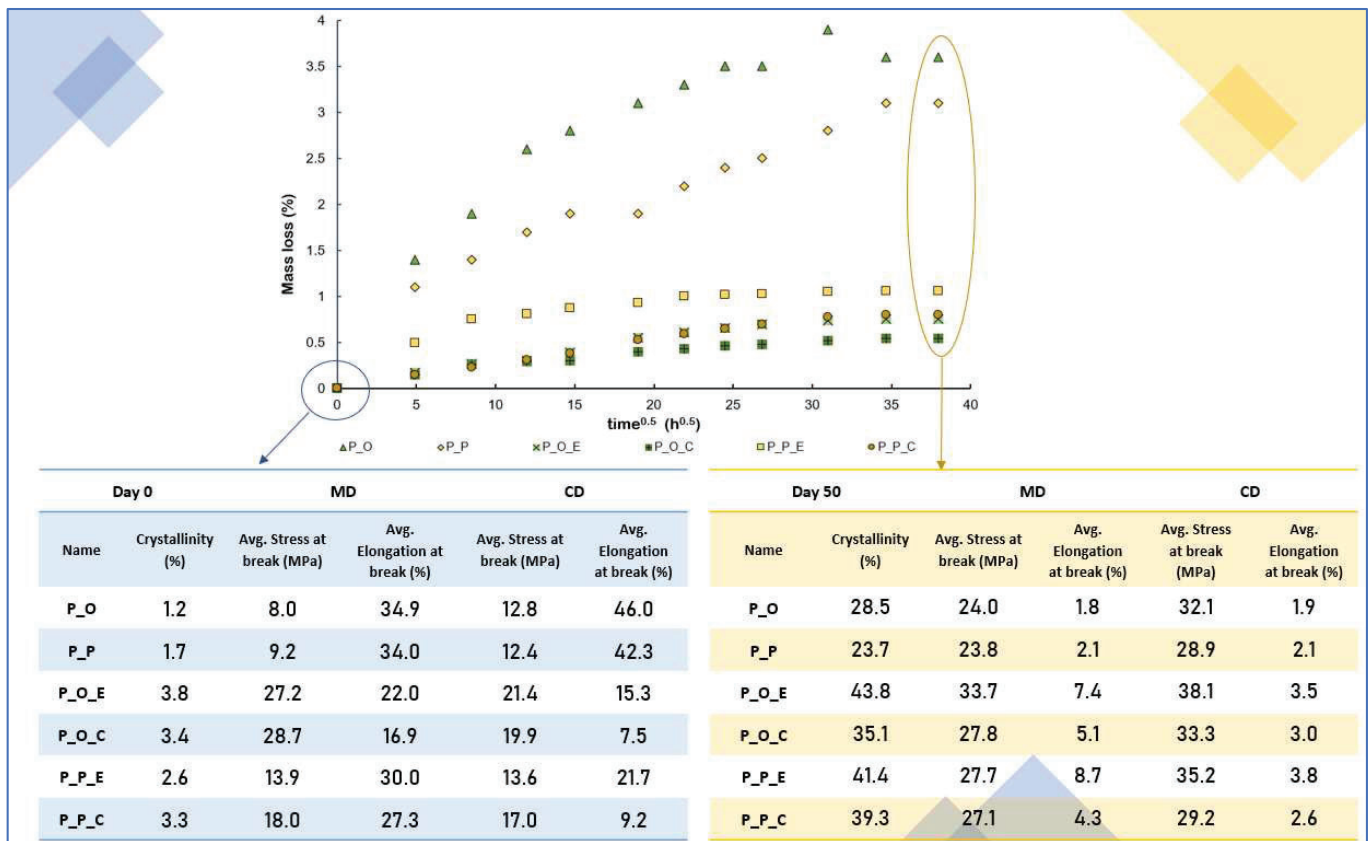 4
3.5
3
2.5
2
1.5
1
0.5
0
Mass loss (%)
0 5 10 15 20 25 30 35 40
time0.5 (h0.5)
P_O P_P P_O_E P_O_C P_P_E P_P_C
Day 0 MD CD
Name Crystallinity (%) Avg. Stress at break (MPa) Avg. Elongation at break (%) Avg. Stress at break (MPa) Avg. Elongation at break (%)
P_O 1.2 8.0 34.9 12.8 46.0
P_P 1.7 9.2 34.0 12.4 42.3
P_O_E 3.8 27.2 22.0 21.4 15.3
P_O_C 3.4 28.7 16.9 19.9 7.5
P_P_E 2.6 13.9 30.0 13.6 21.7
P_P_C 3.3 18.0 27.3 17.0 9.2
Day 50 MD CD
Name Crystallinity (%) Avg. Stress at break (MPa) Avg. Elongation at break (%) Avg. Stress at break (MPa) Avg. Elongation at break (%)
P_O 28.5 24.0 1.8 32.1 1.9
P_P 23.7 23.8 2.1 28.9 2.1
P_O_E 43.8 33.7 7.4 38.1 3.5
P_O_C 35.1 27.8 5.1 33.3 3.0
P_P_E 41.4 27.7 8.7 35.2 3.8
P_P_C 39.3 27.1 4.3 29.2 2.6